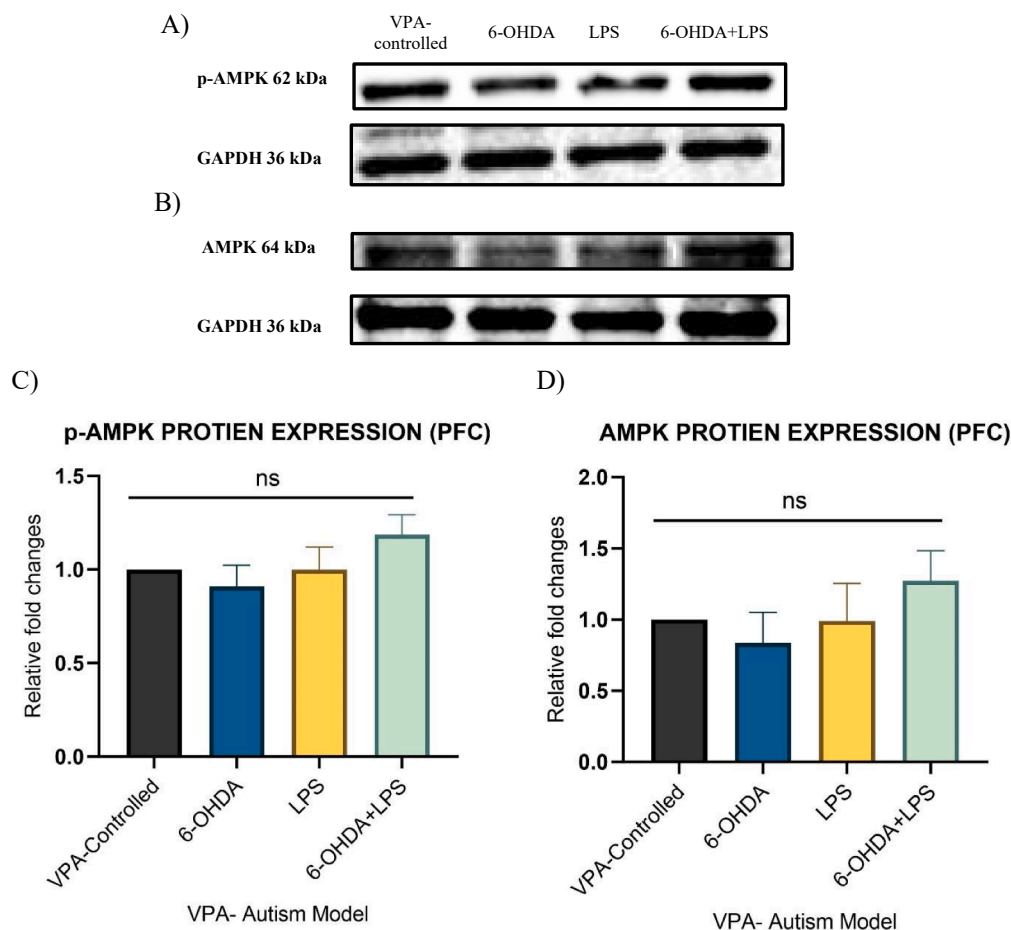 A)
VPA-
controlled
6-OHDA
LPS
6-OHDA+LPS
p-AMPK 62 kDa
GAPDH 36 kDa
B)
AMPK 64 kDa
GAPDH 36 kDa
C)
p-AMPK PROTIEN EXPRESSION (PFC)
Relative fold changes
1.5
1.0
0.5
0.0
ns
VPA-Controlled
6-OHDA
LPS
6-OHDA+LPS
VPA- Autism Model
D)
AMPK PROTIEN EXPRESSION (PFC)
Relative fold changes
2.0
1.5
1.0
0.5
0.0
ns
VPA-Controlled
6-OHDA
LPS
6-OHDA+LPS
VPA- Autism Model